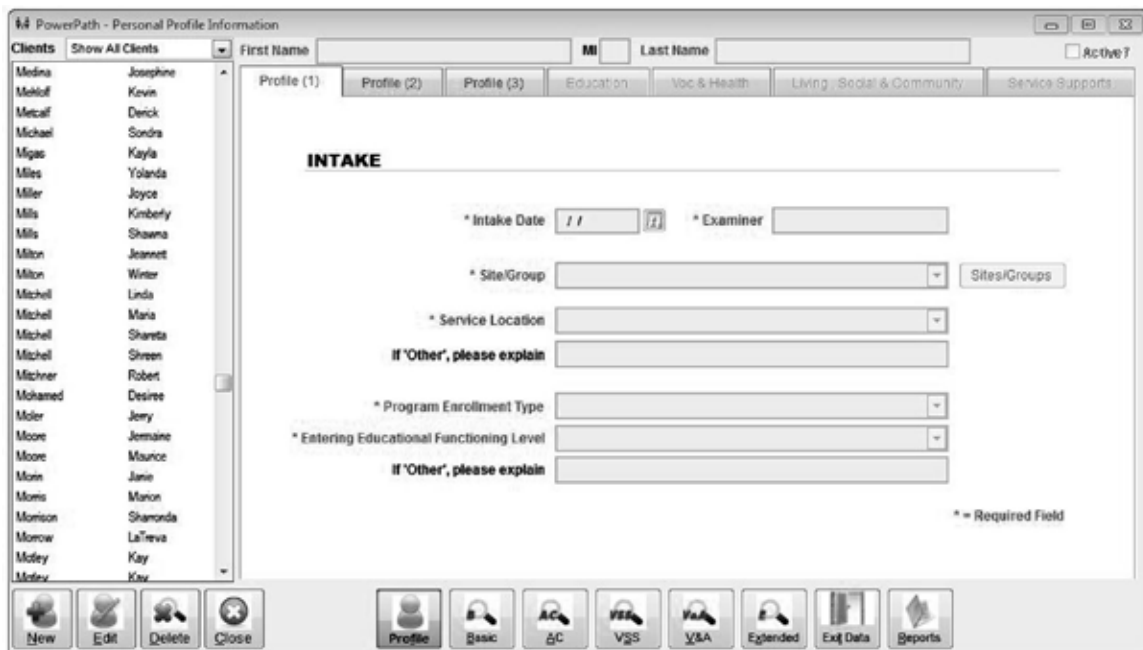 PowerPath - Personal Profile Information
Clients Show All Clients First Name MI Last Name Active?
Profile (1) Profile (2) Profile (3) Education Voc & Health Living, Social & Community Service Supports
Medina Josephine
Mehlof Kevin
Metcalf Derick
Michael Sondra
Migas Kayla
Miles Yolanda
Miller Joyce
Mills Kimberly
Mills Shawna
Milton Jeannet
Milton Winter
Mitchell Linda
Mitchell Maria
Mitchell Shareta
Mitchell Shreen
Mitchner Robert
Mohamed Desiree
Moler Jerry
Moore Jermaine
Moore Maurice
Morin Janie
Morris Marion
Morrison Sharronda
Morrow LaTreva
Motley Kay
Motley Kay
INTAKE
* Intake Date / / * Examiner
* Site/Group Sites/Groups
* Service Location
If 'Other', please explain
* Program Enrollment Type
* Entering Educational Functioning Level
If 'Other', please explain
* = Required Field
New Edit Delete Close Profile Basic AC VSS V&A Extended Exit Data Reports